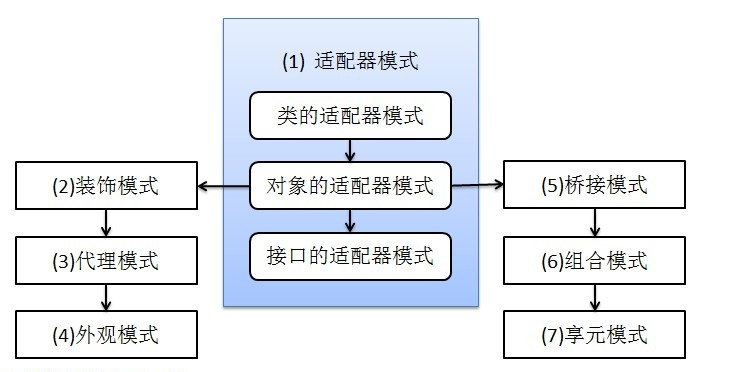 (1) 适配器模式
类的适配器模式
对象的适配器模式
接口的适配器模式
(2)装饰模式
(3)代理模式
(4)外观模式
(5)桥接模式
(6)组合模式
(7)享元模式